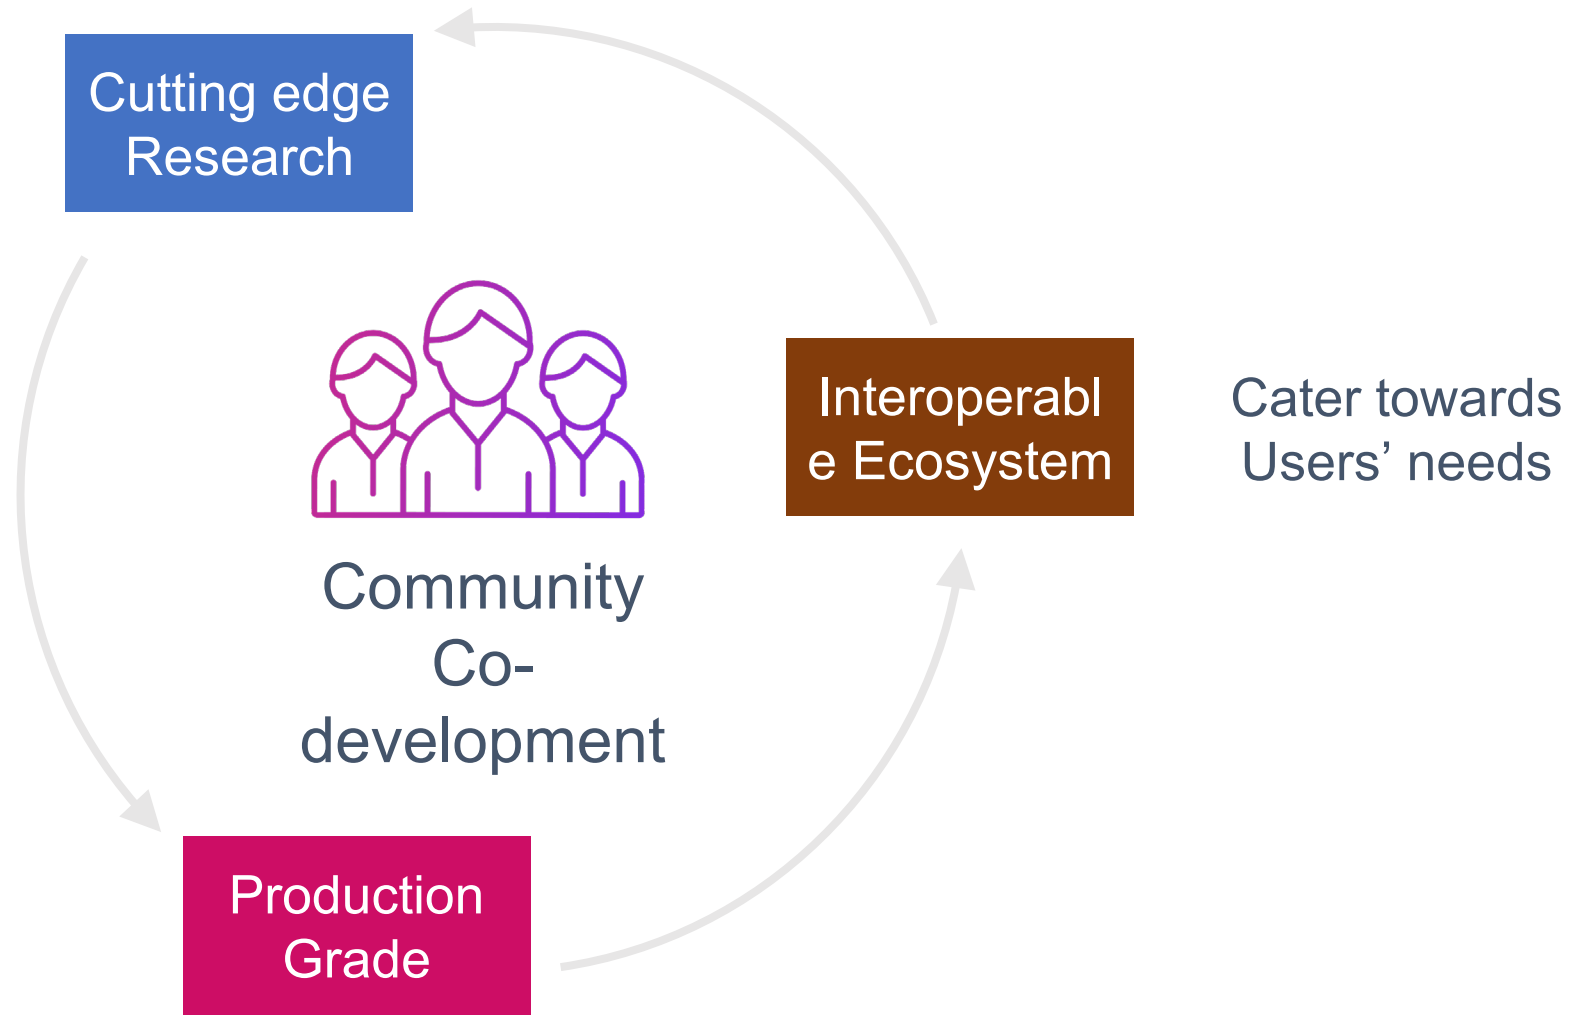 Cutting edge
Research
Interoperabl
e Ecosystem
Cater towards
Users’ needs
Community
Co-
development
Production
Grade